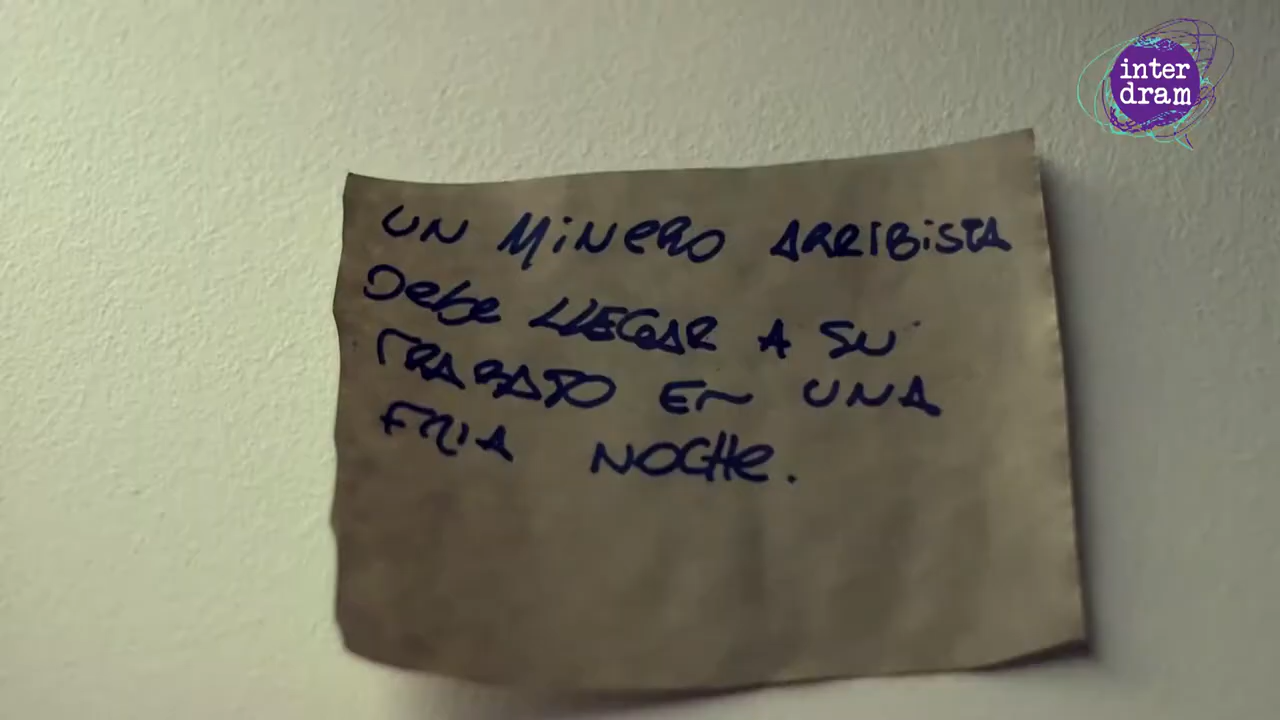 inter
dram
UN MINERO ARRIBISTA
Debe LLEGAR A SU
TRABAJO EN UNA
FRIA NOCHE.